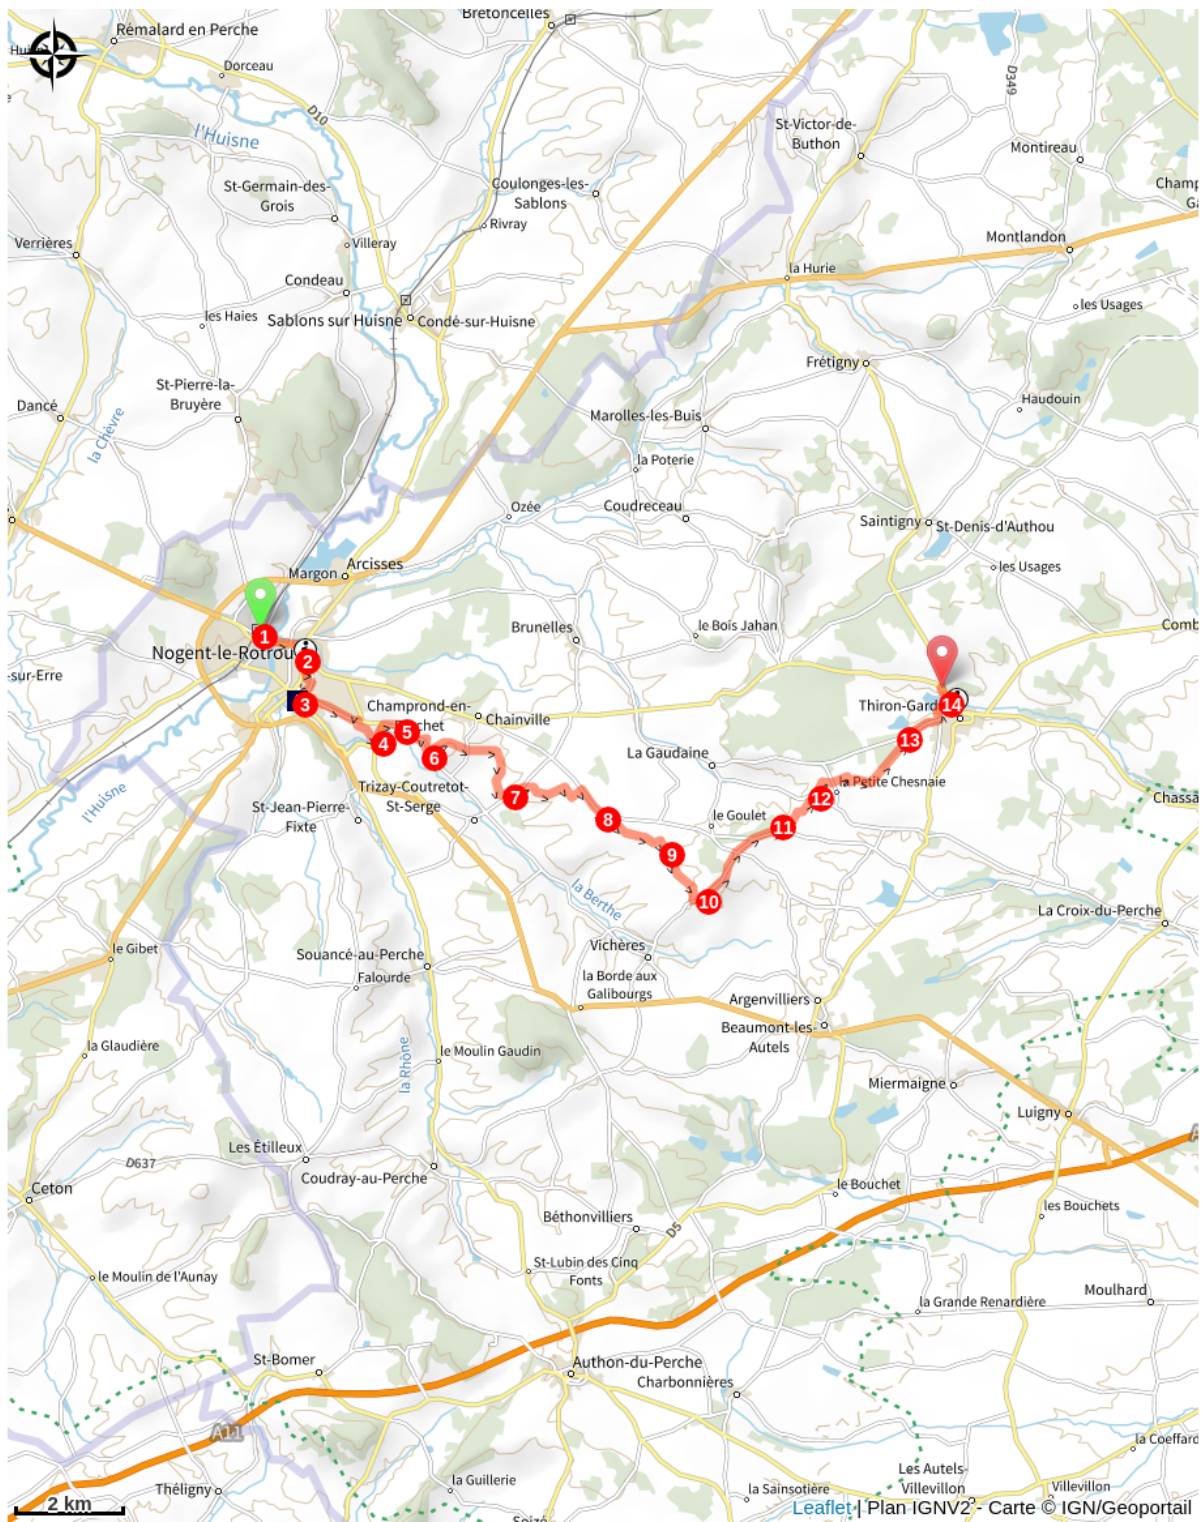 Bretoncelles
Rémalard en Perche
Dorceau
D10
D349
l'Huisne
St-Victor-de-
Buthon
Montireau
St-Germain-des-
Grois
Coulonges-les-
Sablons
Rivray
Verrières
Villeray
Montlandon
Condeau
la Hurie
les Haies
Sablons sur Huisne
Condé-sur-Huisne
les Usages
Frétigny
St-Pierre-la-
Bruyère
Dancé
la Chèvre
Haudouin
Marolles-les-Buis
la Poterie
Ozée
Coudreceau
Saintigny
St-Denis-d'Authou
Margon
Arcisses
les Usages
Brunelles
le Bois Jahan
Comb
1
Nogent-le-Rotrou
2
-sur-Erre
3
Champrond-en-
Perchet
Chainville
Thiron-Gard
14
4
5
6
13
La Gaudaine
la Petite Chesnaie
Trizay-Coutretot-
St-Serge
7
12
Chassa
l'Huisne
St-Jean-Pierre-
Fixte
8
le Goulet
11
9
la Berthe
10
La Croix-du-Perche
le Gibet
Souancé-au-Perche
Vichères
Falourde
la Borde aux
Galibourgs
Argenvilliers
Beaumont-les-
Autels
la Glaudière
la Rhône
le Moulin Gaudin
Miermaigne
Luigny
Les Étilleux
D637
Coudray-au-Perche
Ceton
le Bouchet
les Bouchets
Béthonvilliers
D5
St-Lubin des Cinq
Fonts
le Moulin de l'Aunay
Moulhard
la Grande Renardière
St-Bomer
Authon-du-Perche
Charbonnières
A11
la Coeffard
Théligny
la Guillerie
Les Autels-
Villevillon
la Sainsotière
Villevillon
2 km
Leaflet | Plan IGNV2 - Carte © IGN/Geoportail